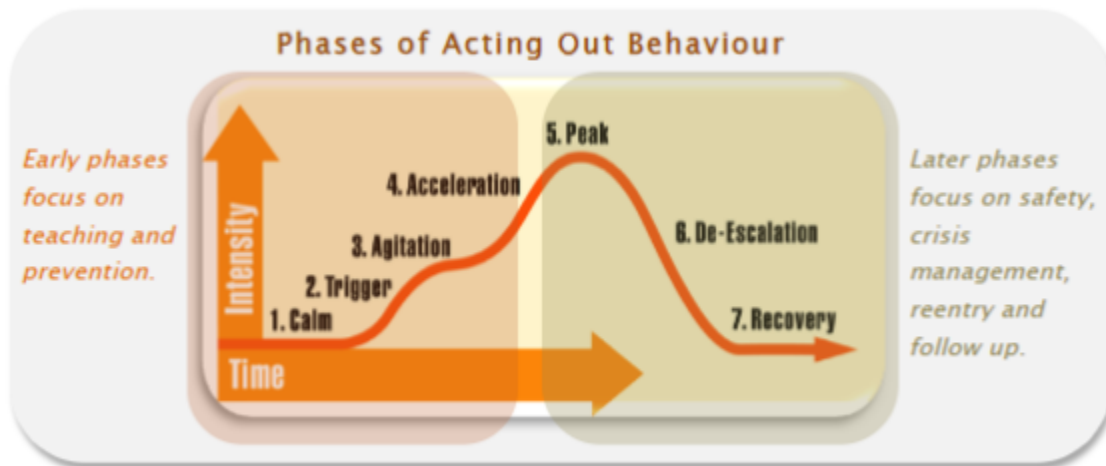 Phases of Acting Out Behaviour
Early phases
focus on
teaching and
prevention.
Intensity
Time
1. Calm
2. Trigger
3. Agitation
4. Acceleration
5. Peak
6. De-Escalation
7. Recovery
Later phases
focus on safety,
crisis
management,
reentry and
follow up.